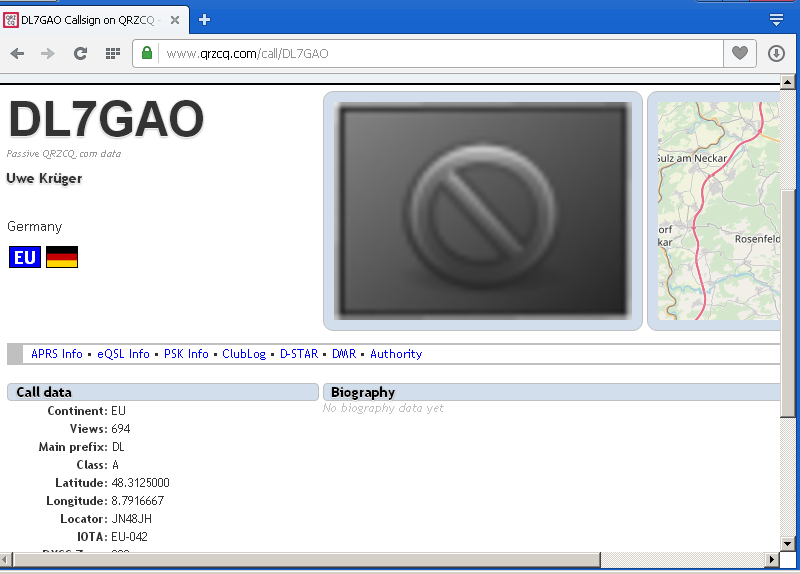 DL7GAO Callsign on QRZCQ -
www.qrzcq.com/call/DL7GAO
DL7GAO
Passive QRZCQ.com data
Uwe Krüger
Germany
EU
Sulz am Neckar
orf
kar
Rosenfeld
APRS Info • eQSL Info • PSK Info • ClubLog • D-STAR • DMR • Authority
Call data
Continent: EU
Views: 694
Main prefix: DL
Class: A
Latitude: 48.3125000
Longitude: 8.7916667
Locator: JN48JH
IOTA: EU-042
Biography
No biography data yet